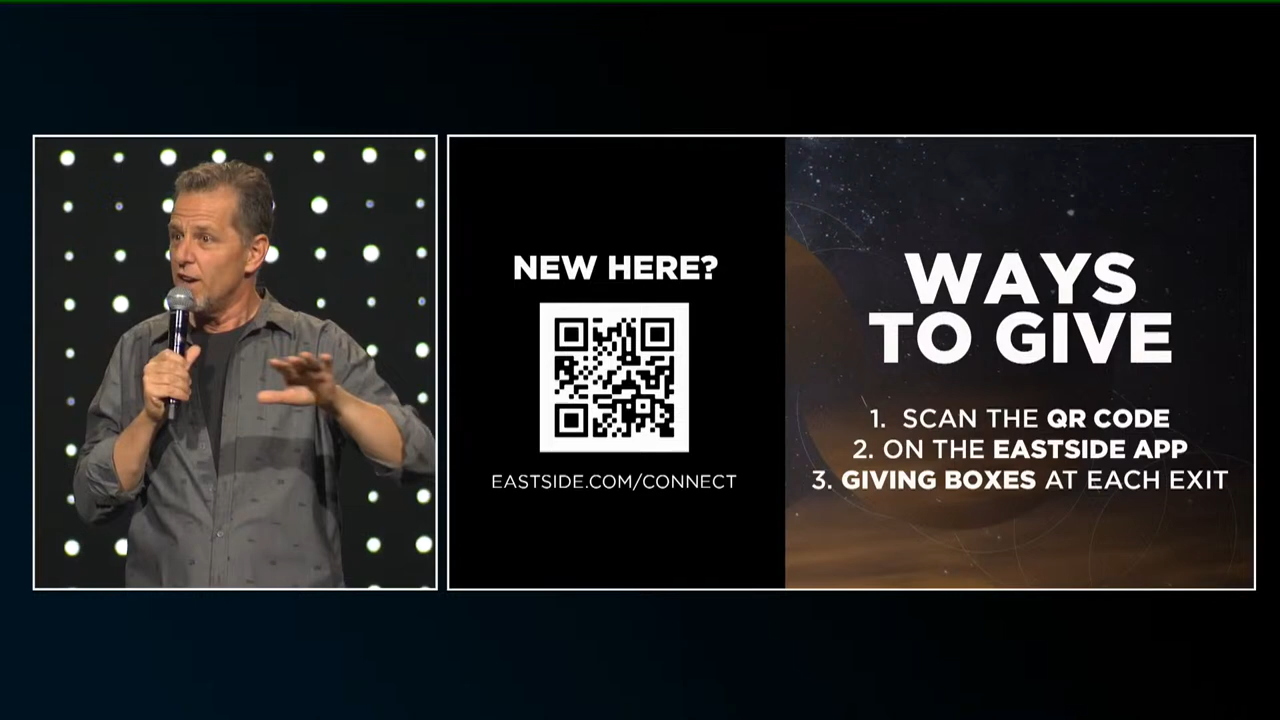 NEW HERE?
EASTSIDE.COM/CONNECT
WAYS
TO GIVE
1. SCAN THE QR CODE
2. ON THE EASTSIDE APP
3. GIVING BOXES AT EACH EXIT